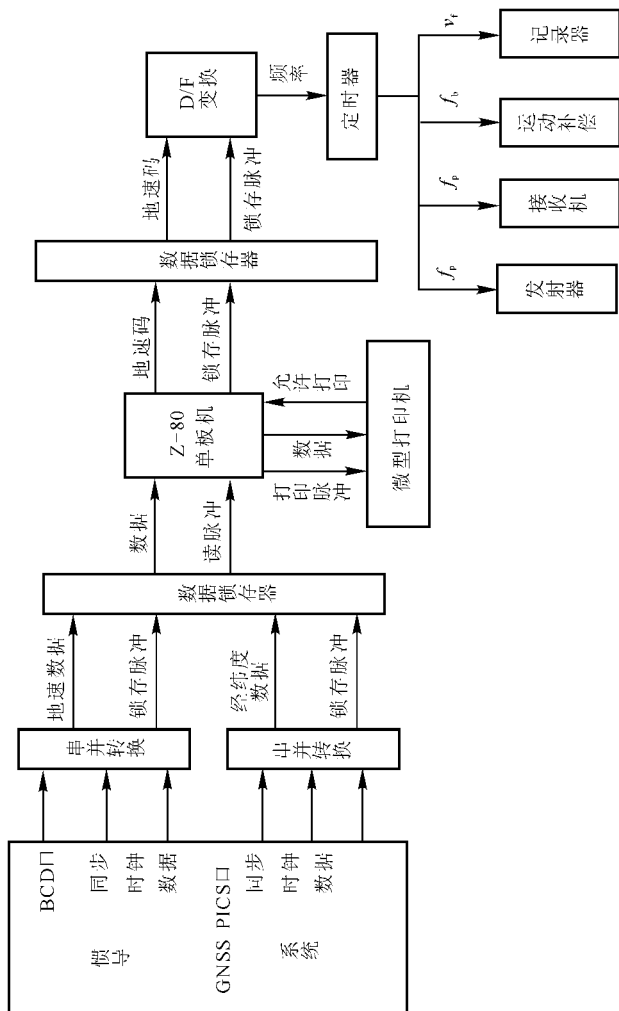 惯导
系统
BCD口
同步
时钟
数据
GNSS PICS口
同步
时钟
数据
串并转换
串并转换
地速数据
锁存脉冲
经纬度
数据
锁存脉冲
数据锁存器
数据
读脉冲
Z-80
单板机
打印脉冲
数据
允许打印
微型打印机
地速码
锁存脉冲
数据锁存器
地速码
锁存脉冲
D/F
变换
频率
定时器
fp
fp
fb
vf
发射器
接收机
运动补偿
记录器